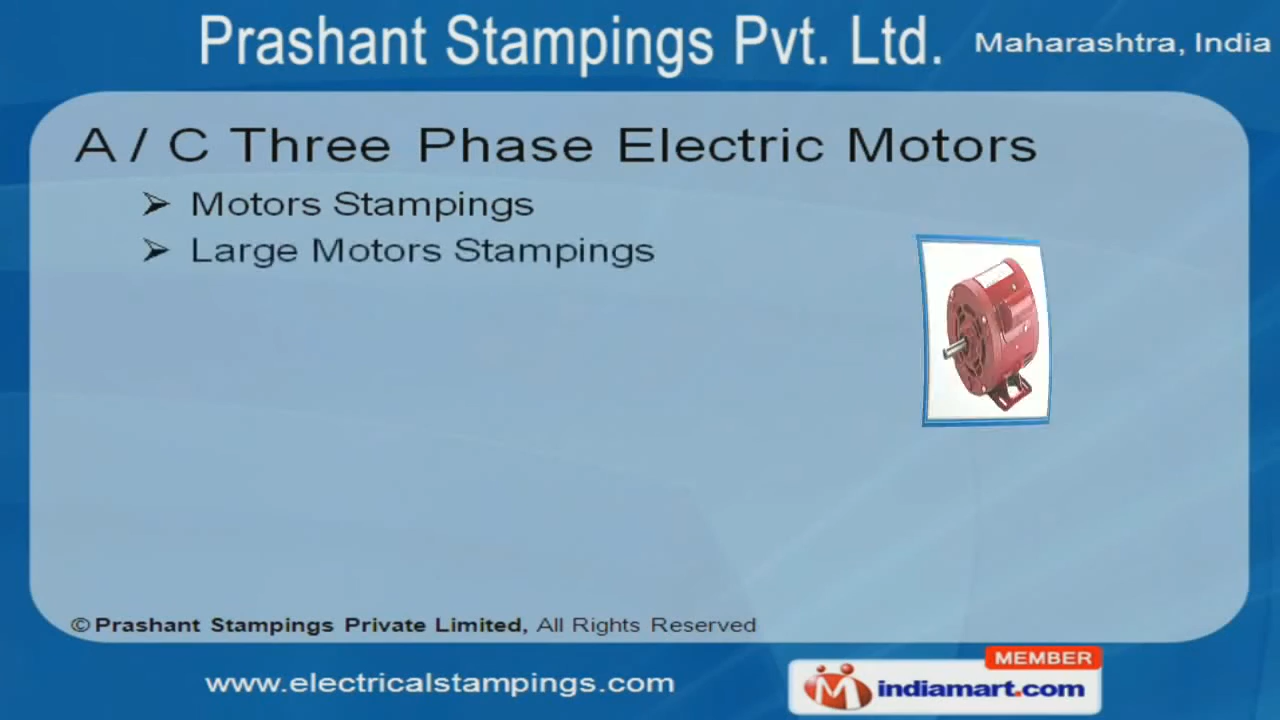 Prashant Stampings Pvt. Ltd. Maharashtra, India
A / C Three Phase Electric Motors
➢ Motors Stampings
➢ Large Motors Stampings
© Prashant Stampings Private Limited, All Rights Reserved
www.electricalstampings.com
MEMBER
indiamart.com